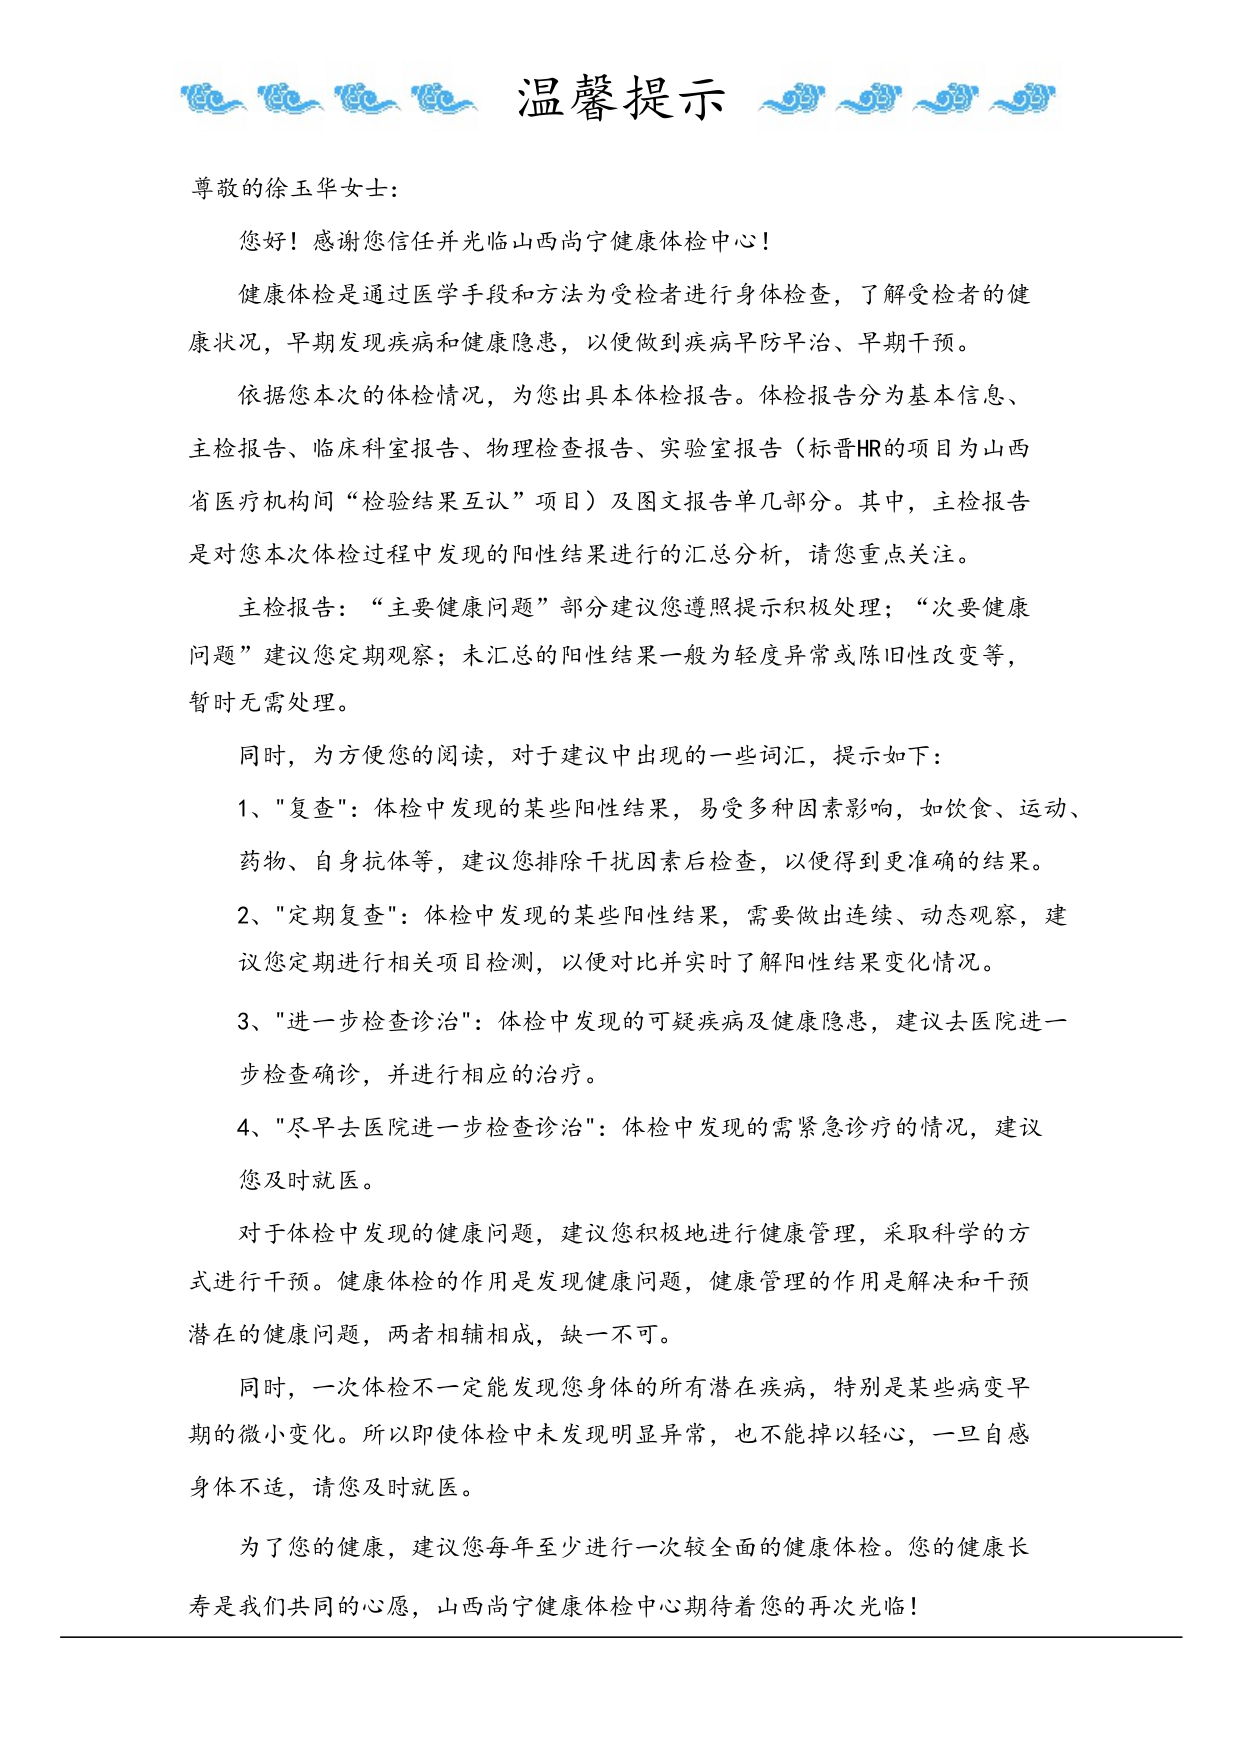 温馨提示
尊敬的徐玉华女士：
您好！感谢您信任并光临山西尚宁健康体检中心！
健康体检是通过医学手段和方法为受检者进行身体检查，了解受检者的健
康状况，早期发现疾病和健康隐患，以便做到疾病早防早治、早期干预。
依据您本次的体检情况，为您出具本体检报告。体检报告分为基本信息、
主检报告、临床科室报告、物理检查报告、实验室报告（标晋HR的项目为山西
省医疗机构间“检验结果互认”项目）及图文报告单几部分。其中，主检报告
是对您本次体检过程中发现的阳性结果进行的汇总分析，请您重点关注。
主检报告：“主要健康问题”部分建议您遵照提示积极处理；“次要健康
问题”建议您定期观察；未汇总的阳性结果一般为轻度异常或陈旧性改变等，
暂时无需处理。
同时，为方便您的阅读，对于建议中出现的一些词汇，提示如下：
1、"复查"：体检中发现的某些阳性结果，易受多种因素影响，如饮食、运动、
药物、自身抗体等，建议您排除干扰因素后检查，以便得到更准确的结果。
2、"定期复查"：体检中发现的某些阳性结果，需要做出连续、动态观察，建
议您定期进行相关项目检测，以便对比并实时了解阳性结果变化情况。
3、"进一步检查诊治"：体检中发现的可疑疾病及健康隐患，建议去医院进一
步检查确诊，并进行相应的治疗。
4、"尽早去医院进一步检查诊治"：体检中发现的需紧急诊疗的情况，建议
您及时就医。
对于体检中发现的健康问题，建议您积极地进行健康管理，采取科学的方
式进行干预。健康体检的作用是发现健康问题，健康管理的作用是解决和干预
潜在的健康问题，两者相辅相成，缺一不可。
同时，一次体检不一定能发现您身体的所有潜在疾病，特别是某些病变早
期的微小变化。所以即使体检中未发现明显异常，也不能掉以轻心，一旦自感
身体不适，请您及时就医。
为了您的健康，建议您每年至少进行一次较全面的健康体检。您的健康长
寿是我们共同的心愿，山西尚宁健康体检中心期待着您的再次光临！